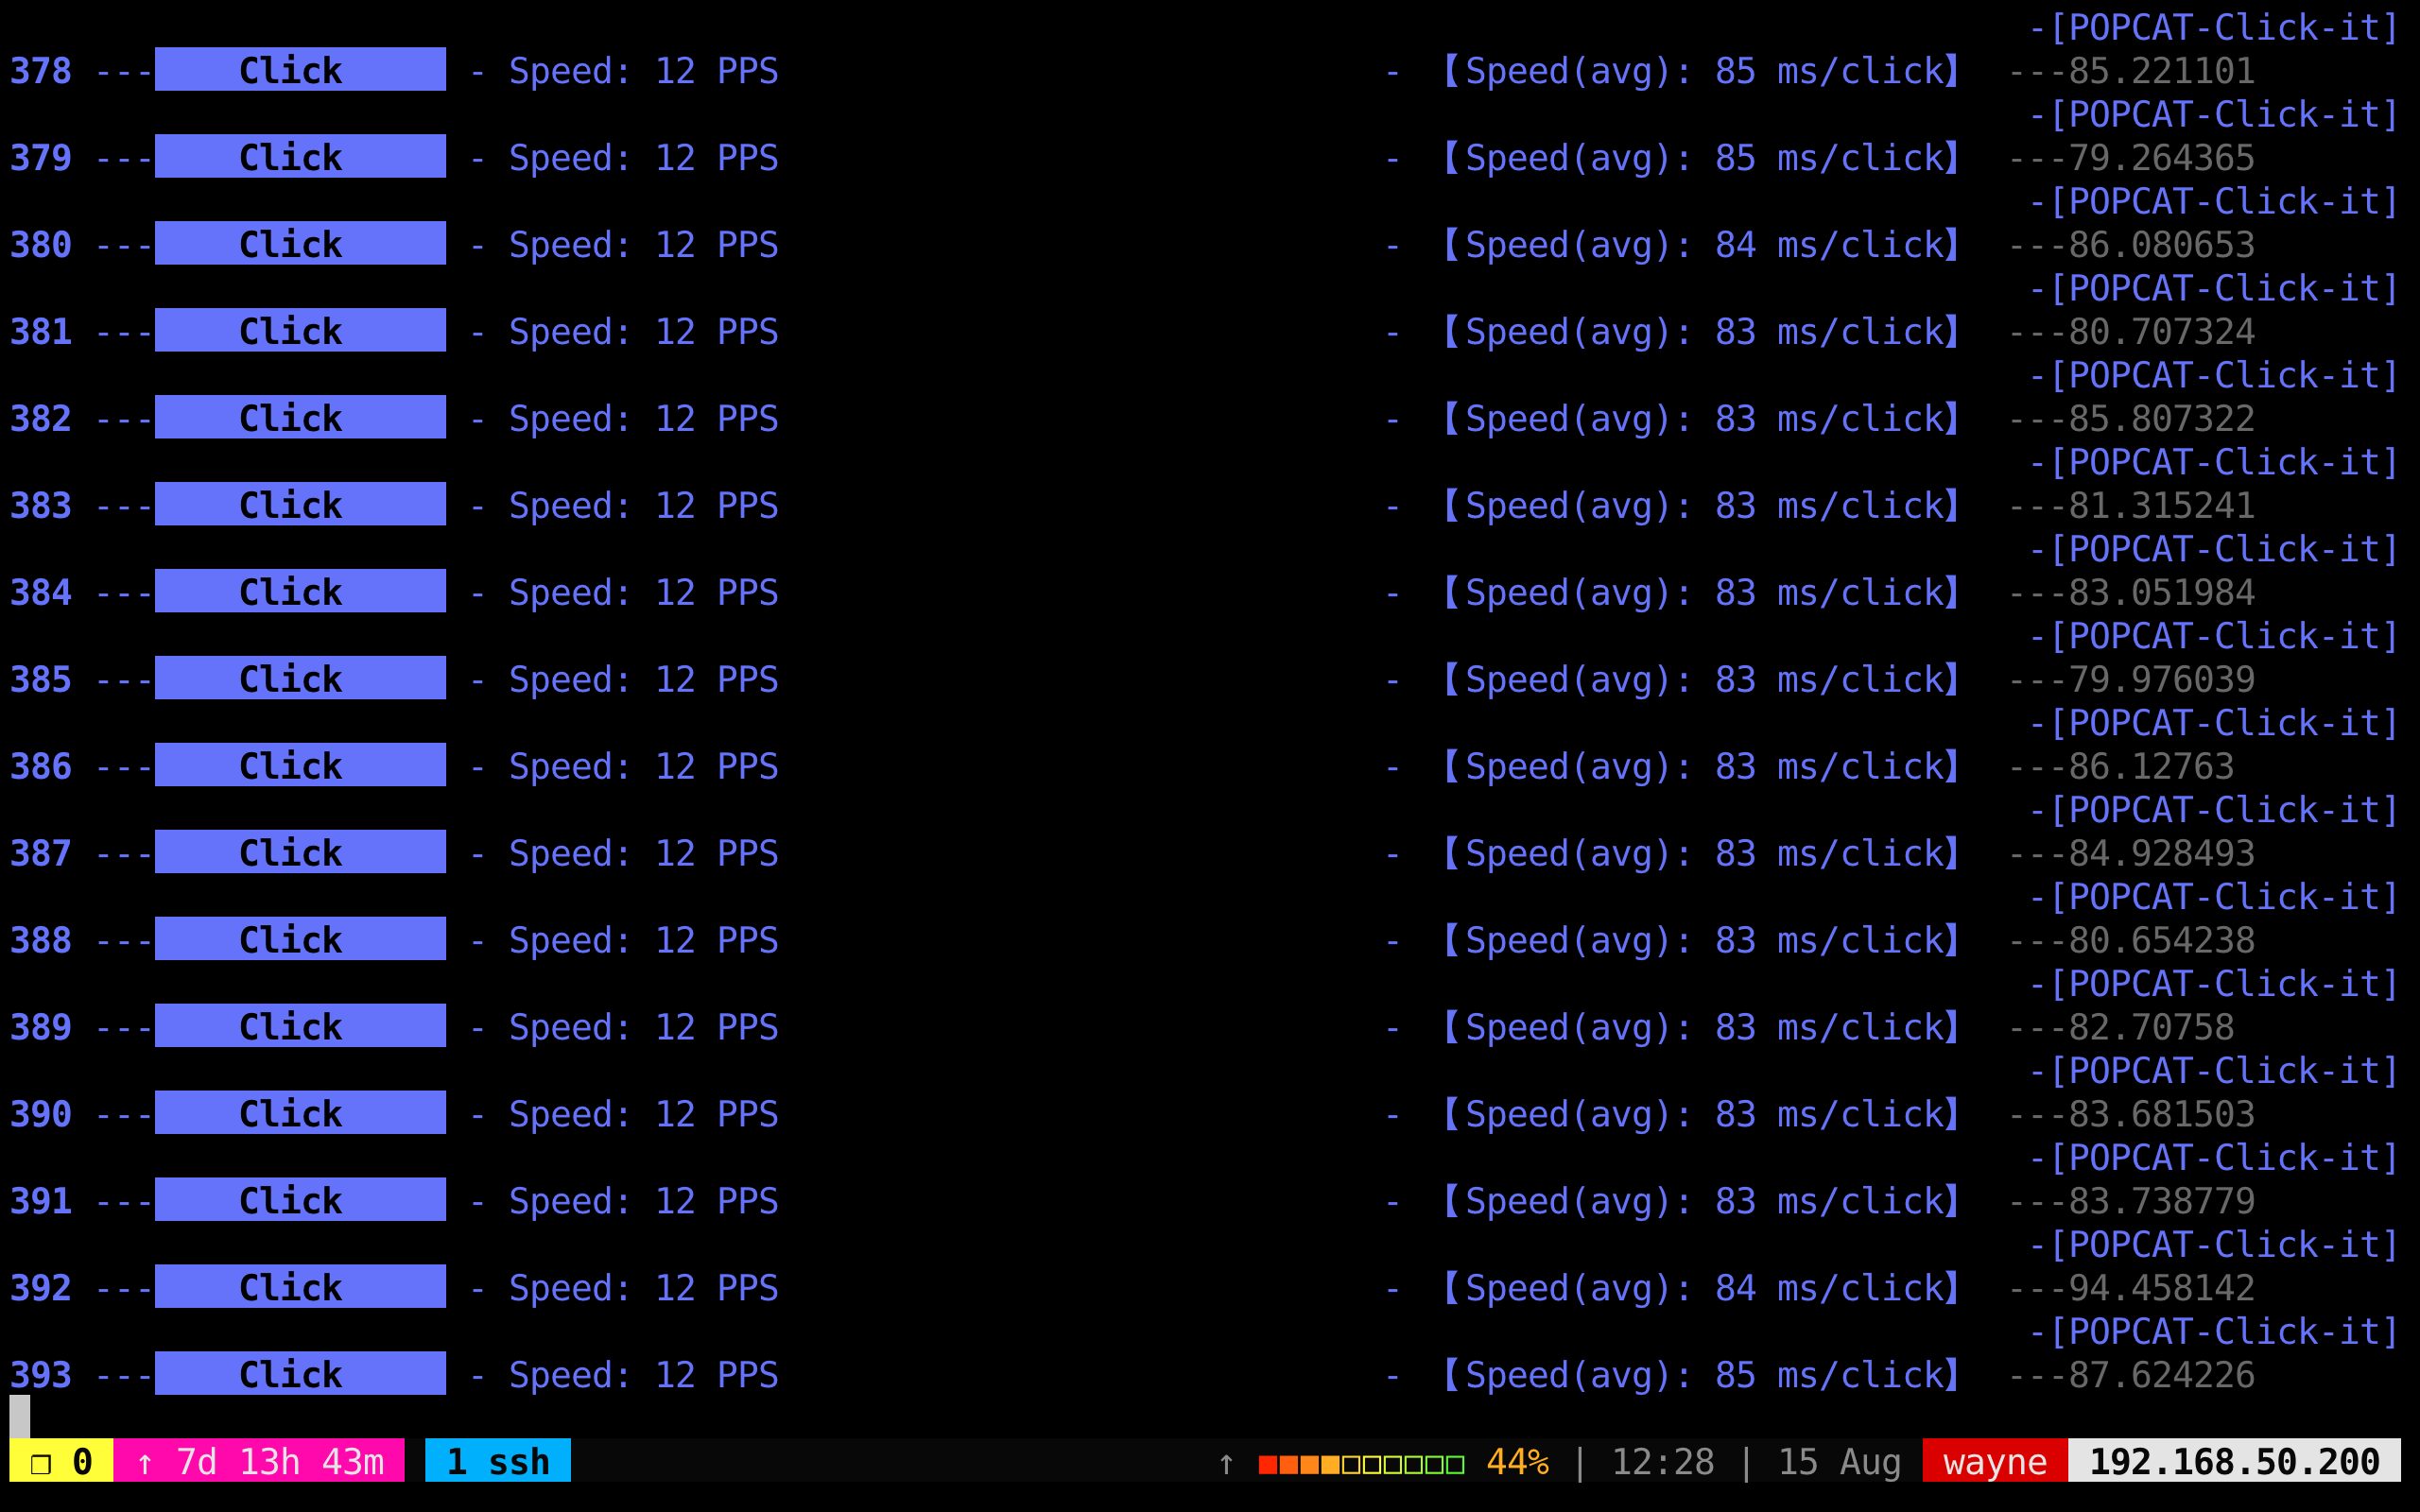 -[POPCAT-Click-it]
378 ---    Click     - Speed: 12 PPS - 【Speed(avg): 85 ms/click】 ---85.221101
-[POPCAT-Click-it]
379 ---    Click     - Speed: 12 PPS - 【Speed(avg): 85 ms/click】 ---79.264365
-[POPCAT-Click-it]
380 ---    Click     - Speed: 12 PPS - 【Speed(avg): 84 ms/click】 ---86.080653
-[POPCAT-Click-it]
381 ---    Click     - Speed: 12 PPS - 【Speed(avg): 83 ms/click】 ---80.707324
-[POPCAT-Click-it]
382 ---    Click     - Speed: 12 PPS - 【Speed(avg): 83 ms/click】 ---85.807322
-[POPCAT-Click-it]
383 ---    Click     - Speed: 12 PPS - 【Speed(avg): 83 ms/click】 ---81.315241
-[POPCAT-Click-it]
384 ---    Click     - Speed: 12 PPS - 【Speed(avg): 83 ms/click】 ---83.051984
-[POPCAT-Click-it]
385 ---    Click     - Speed: 12 PPS - 【Speed(avg): 83 ms/click】 ---79.976039
-[POPCAT-Click-it]
386 ---    Click     - Speed: 12 PPS - 【Speed(avg): 83 ms/click】 ---86.12763
-[POPCAT-Click-it]
387 ---    Click     - Speed: 12 PPS - 【Speed(avg): 83 ms/click】 ---84.928493
-[POPCAT-Click-it]
388 ---    Click     - Speed: 12 PPS - 【Speed(avg): 83 ms/click】 ---80.654238
-[POPCAT-Click-it]
389 ---    Click     - Speed: 12 PPS - 【Speed(avg): 83 ms/click】 ---82.70758
-[POPCAT-Click-it]
390 ---    Click     - Speed: 12 PPS - 【Speed(avg): 83 ms/click】 ---83.681503
-[POPCAT-Click-it]
391 ---    Click     - Speed: 12 PPS - 【Speed(avg): 83 ms/click】 ---83.738779
-[POPCAT-Click-it]
392 ---    Click     - Speed: 12 PPS - 【Speed(avg): 84 ms/click】 ---94.458142
-[POPCAT-Click-it]
393 ---    Click     - Speed: 12 PPS - 【Speed(avg): 85 ms/click】 ---87.624226
❐ 0 ↑ 7d 13h 43m 1 ssh ↑ ■■■■□□□□□□ 44% | 12:28 | 15 Aug wayne 192.168.50.200